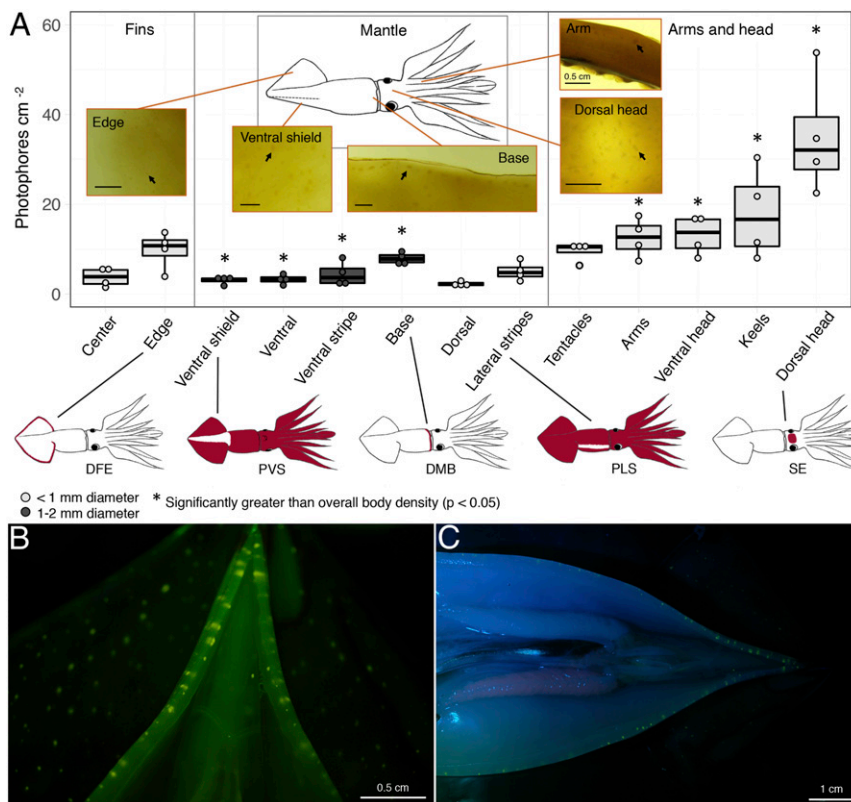 A
Fins
Mantle
Arms and head
Photophores cm -2
60
40
20
0
Edge
Ventral shield
Base
Arm
0.5 cm
Dorsal head
*
*
*
*
*
*
*
*
Center
Edge
Ventral shield
Ventral
Ventral stripe
Base
Dorsal
Lateral stripes
Tentacles
Arms
Ventral head
Keels
Dorsal head
DFE
PVS
DMB
PLS
SE
< 1 mm diameter
1-2 mm diameter
* Significantly greater than overall body density (p < 0.05)
B
0.5 cm
C
1 cm